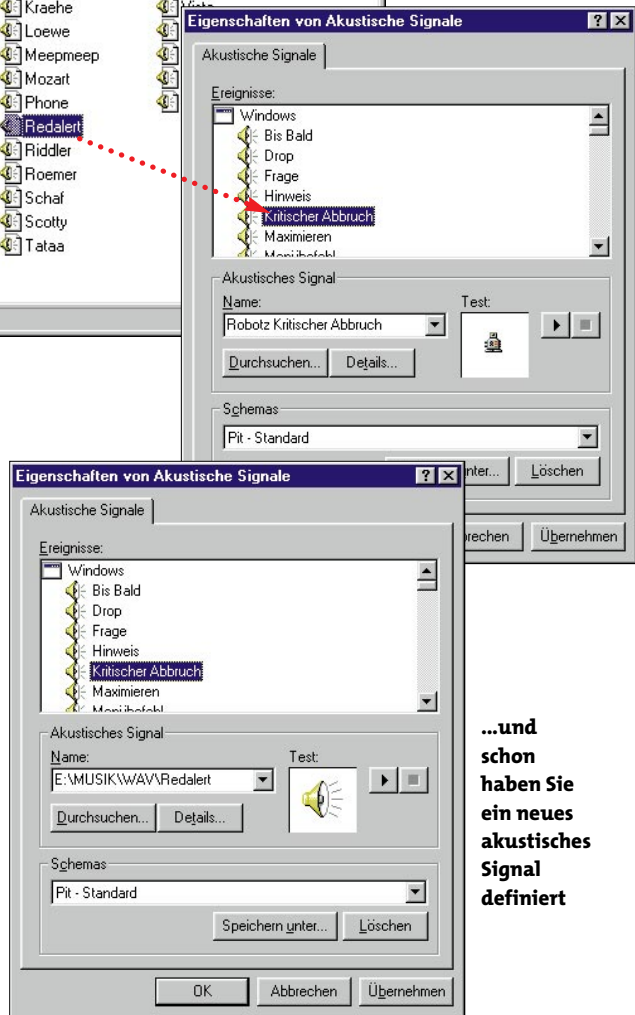 Kraehe
Loewe
Meepmeep
Mozart
Phone
Redalert
Riddler
Roemer
Schaf
Scotty
Tataa
Eigenschaften von Akustische Signale
Akustische Signale
Ereignisse:
Windows
Bis Bald
Drop
Frage
Hinweis
Kritischer Abbruch
Maximieren
Menübefehl
Akustisches Signal
Name:
Test:
Robotz Kritischer Abbruch
Durchsuchen... Details...
Schemas
Pit - Standard
Löschen
Übernehmen
Eigenschaften von Akustische Signale
Akustische Signale
Ereignisse:
Windows
Bis Bald
Drop
Frage
Hinweis
Kritischer Abbruch
Maximieren
Menübefehl
Akustisches Signal
Name:
Test:
E:\MUSIK\WAV\Redalert
Durchsuchen... Details...
Schemas
Pit - Standard
Speichern unter... Löschen
OK Abbrechen Übernehmen
...und
schon
haben Sie
ein neues
akustisches
Signal
definiert